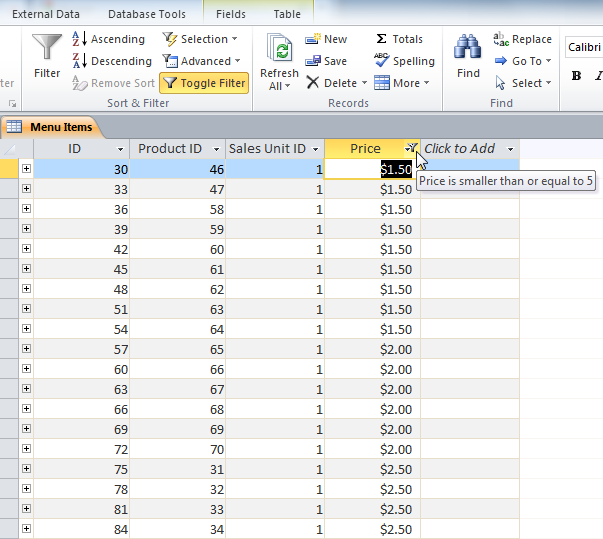 External Data Database Tools Fields Table
Ascending Selection New Totals Replace Calibri
ter Filter Descending Advanced Refresh All Save Spelling Find Go To
Remove Sort Toggle Filter Delete More Select B I
Sort & Filter Records Find
Menu Items
ID Product ID Sales Unit ID Price Click to Add
30 46 1 $1.50
Price is smaller than or equal to 5
33 47 1 $1.50
36 58 1 $1.50
39 59 1 $1.50
42 60 1 $1.50
45 61 1 $1.50
48 62 1 $1.50
51 63 1 $1.50
54 64 1 $1.50
57 65 1 $2.00
60 66 1 $2.00
63 67 1 $2.00
66 68 1 $2.00
69 69 1 $2.00
72 70 1 $2.00
75 31 1 $2.50
78 32 1 $2.50
81 33 1 $2.50
84 34 1 $2.50